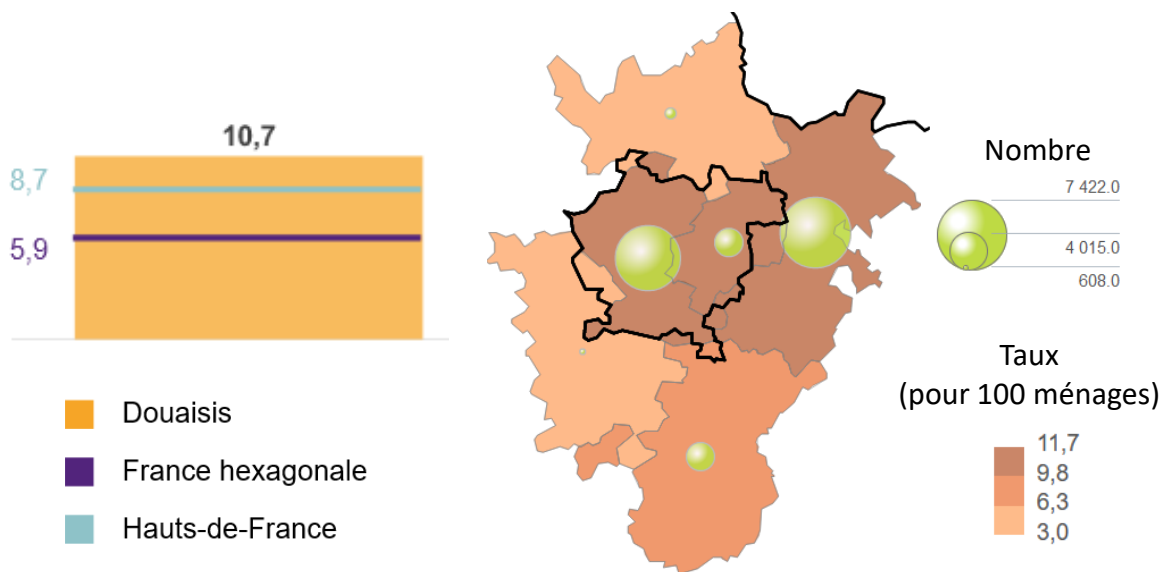 10,7
8,7
5,9
Douaisis
France hexagonale
Hauts-de-France
Nombre
7 422.0
4 015.0
608.0
Taux
(pour 100 ménages)
11,7
9,8
6,3
3,0